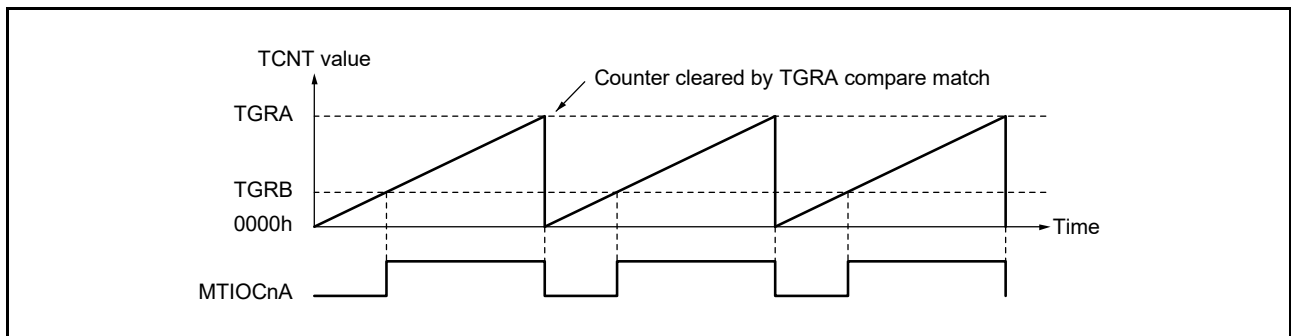 TCNT value
Counter cleared by TGRA compare match
TGRA
TGRB
0000h
Time
MTIOCnA